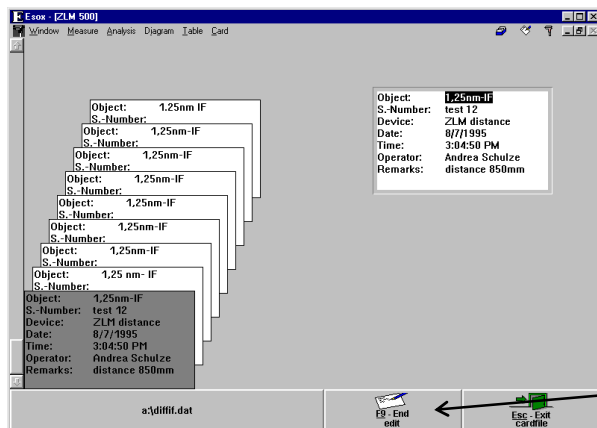 Esox - [ZLM 500]
Window Measure Analysis Diagram Table Card
Object: 1.25nm IF
S.-Number:
Object: 1,25nm-IF
S.-Number:
Object: 1,25nm-IF
S.-Number:
Object: 1,25nm-IF
S.-Number:
Object: 1,25nm-IF
S.-Number:
Object: 1,25nm-IF
S.-Number:
Object: 1,25nm-IF
S.-Number:
Object: 1,25 nm- IF
S.-Number:
Object: 1,25nm-IF
S.-Number: test 12
Device: ZLM distance
Date: 8/7/1995
Time: 3:04:50 PM
Operator: Andrea Schulze
Remarks: distance 850mm
Object: 1,25nm-IF
S.-Number: test 12
Device: ZLM distance
Date: 8/7/1995
Time: 3:04:50 PM
Operator: Andrea Schulze
Remarks: distance 850mm
a:\diffif.dat
F9 - End
edit
Esc - Exit
cardfile